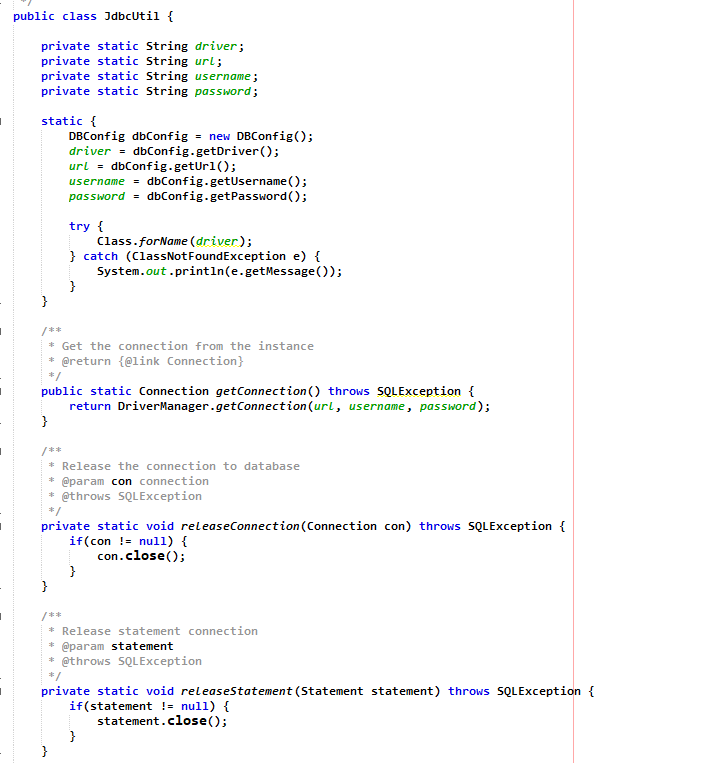 */
public class JdbcUtil {
private static String driver;
private static String url;
private static String username;
private static String password;
static {
DBConfig dbConfig = new DBConfig();
driver = dbConfig.getDriver();
url = dbConfig.getUrl();
username = dbConfig.getUsername();
password = dbConfig.getPassword();
try {
Class.forName(driver);
} catch (ClassNotFoundException e) {
System.out.println(e.getMessage());
}
}
/**
* Get the connection from the instance
* @return {@link Connection}
*/
public static Connection getConnection() throws SQLException {
return DriverManager.getConnection(url, username, password);
}
/**
* Release the connection to database
* @param con connection
* @throws SQLException
*/
private static void releaseConnection(Connection con) throws SQLException {
if(con != null) {
con.close();
}
}
/**
* Release statement connection
* @param statement
* @throws SQLException
*/
private static void releaseStatement(Statement statement) throws SQLException {
if(statement != null) {
statement.close();
}
}